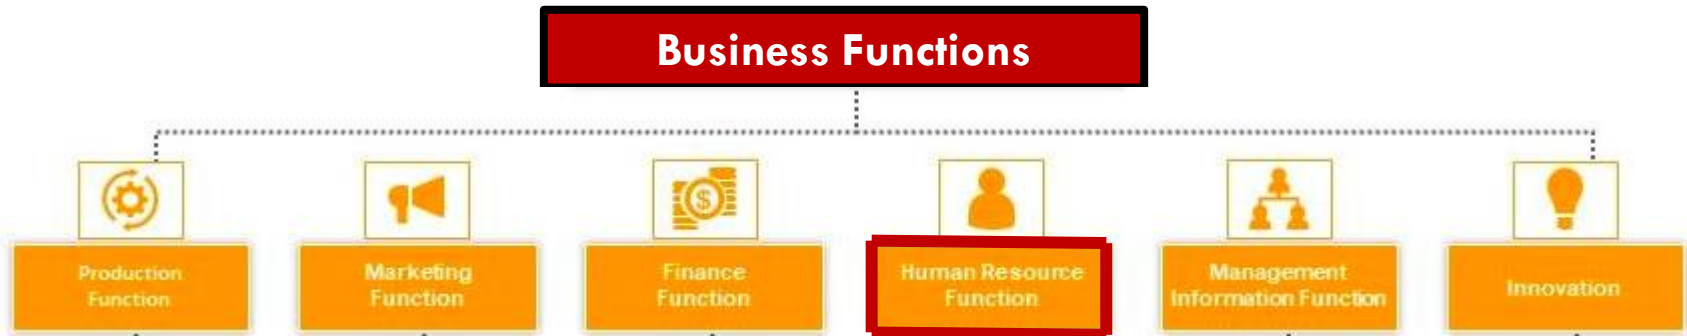 Business Functions
$
Production
Function
Marketing
Function
Finance
Function
Human Resource
Function
Management
Information Function
Innovation